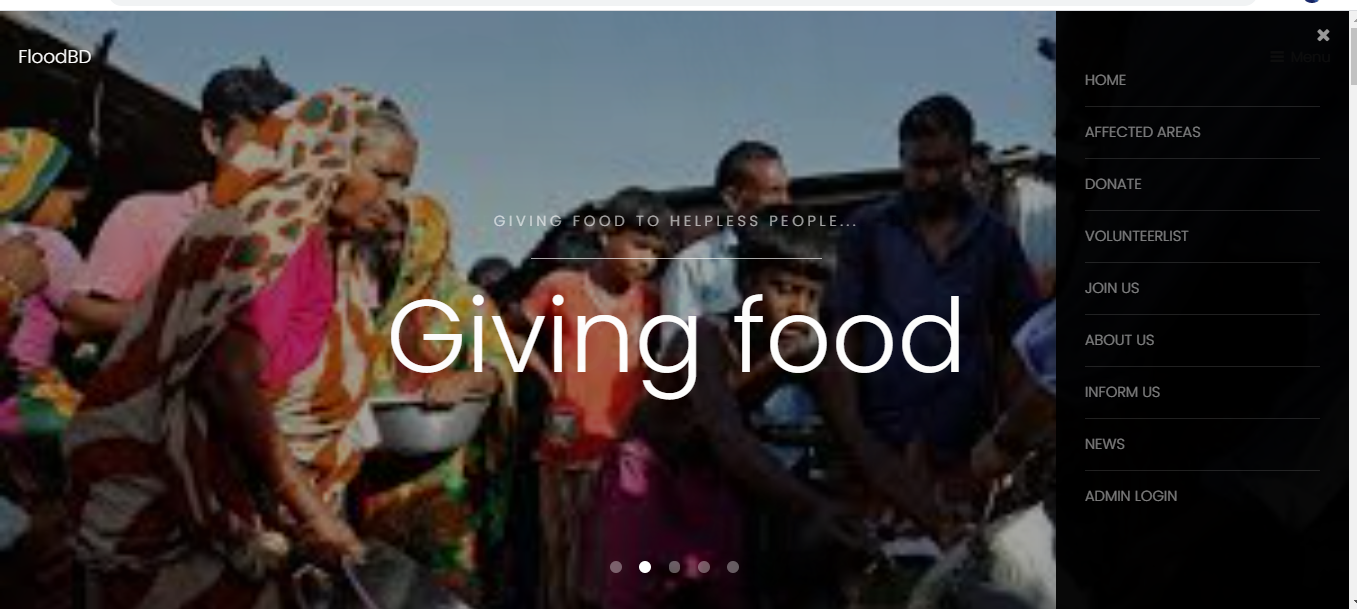 FloodBD
Menu
GIVING FOOD TO HELPLESS PEOPLE...
Giving food
HOME
AFFECTED AREAS
DONATE
VOLUNTEERLIST
JOIN US
ABOUT US
INFORM US
NEWS
ADMIN LOGIN